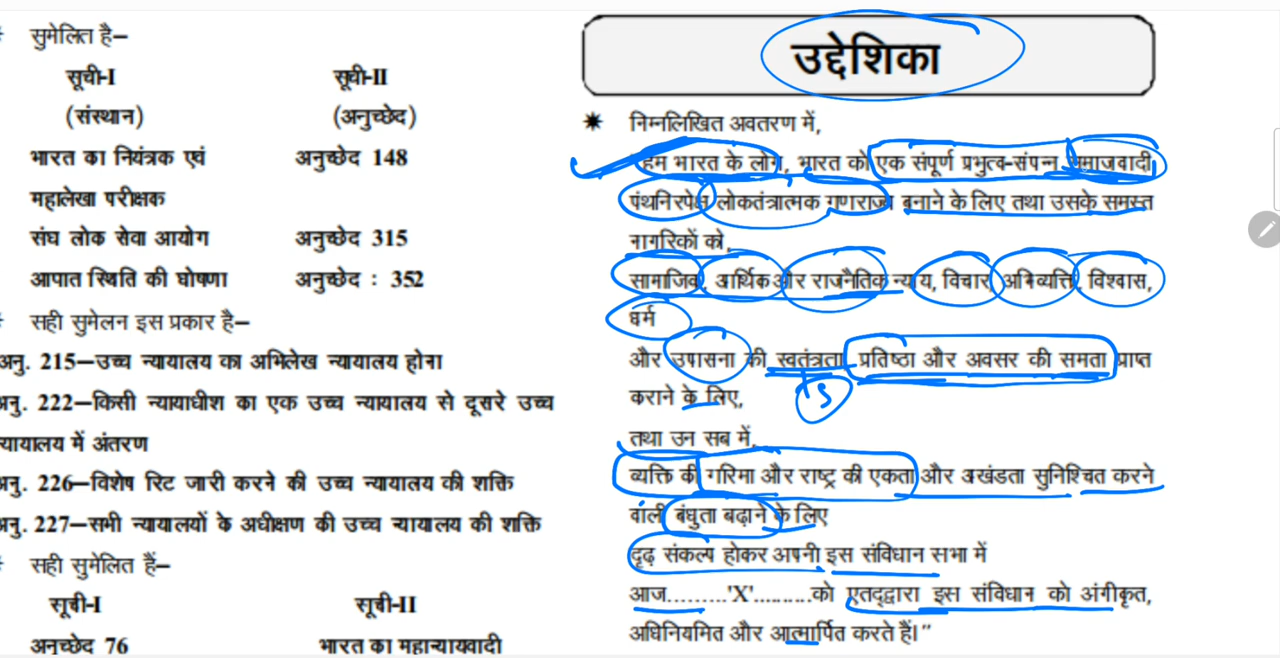 सुमेलित है–
सूची-I सूची-II
(संस्थान) (अनुच्छेद)
भारत का नियंत्रक एवं अनुच्छेद 148
महालेखा परीक्षक
संघ लोक सेवा आयोग अनुच्छेद 315
आपात स्थिति की घोषणा अनुच्छेद : 352
सही सुमेलन इस प्रकार है–
अनु. 215–उच्च न्यायालय का अभिलेख न्यायालय होना
अनु. 222–किसी न्यायाधीश का एक उच्च न्यायालय से दूसरे उच्च
न्यायालय में अंतरण
अनु. 226–विशेष रिट जारी करने की उच्च न्यायालय की शक्ति
अनु. 227–सभी न्यायालयों के अधीक्षण की उच्च न्यायालय की शक्ति
सही सुमेलित हैं–
सूची-I सूची-II
अनुच्छेद 76 भारत का महान्यायवादी
उद्देशिका
* निम्नलिखित अवतरण में,
"हम भारत के लोग, भारत को एक संपूर्ण प्रभुत्व-संपन्न, समाजवादी
पंथनिरपेक्ष लोकतंत्रात्मक गणराज्य बनाने के लिए तथा उसके समस्त
नागरिकों को,
सामाजिक, आर्थिक और राजनैतिक न्याय, विचार, अभिव्यक्ति, विश्वास,
धर्म
और उपासना की स्वतंत्रता, प्रतिष्ठा और अवसर की समता प्राप्त
5
कराने के लिए,
तथा उन सब में,
व्यक्ति की गरिमा और राष्ट्र की एकता और अखंडता सुनिश्चित करने
वाली बंधुता बढ़ाने के लिए
दृढ़ संकल्प होकर अपनी इस संविधान सभा में
आज.........'X'..........को एतद्द्वारा इस संविधान को अंगीकृत,
अधिनियमित और आत्मार्पित करते हैं।"